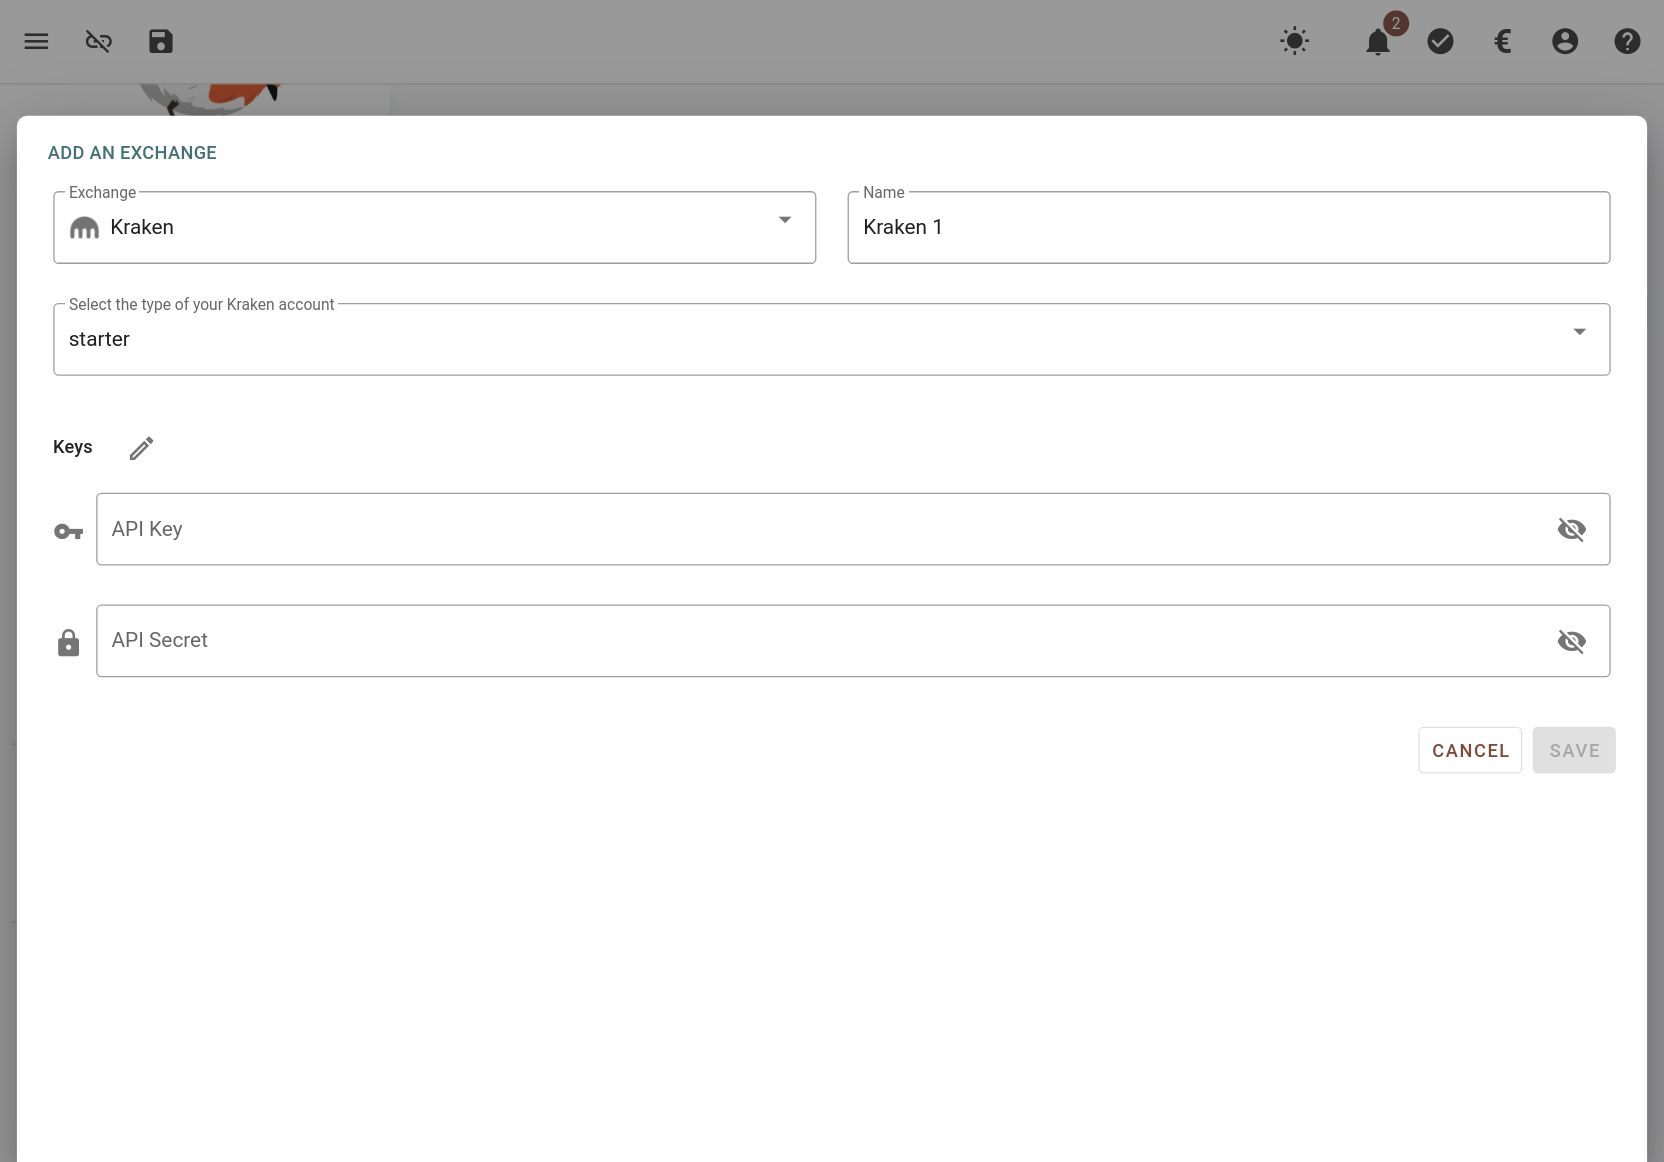 2
€
ADD AN EXCHANGE
Exchange
Kraken
Name
Kraken 1
Select the type of your Kraken account
starter
Keys
API Key
API Secret
CANCEL
SAVE